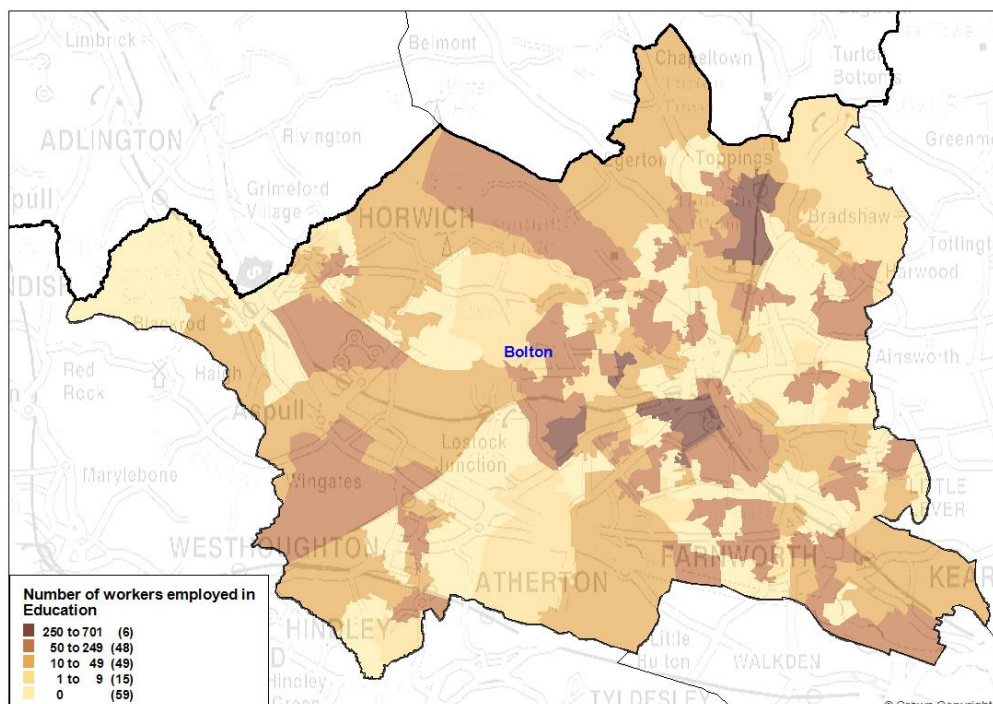 Limbrick
Belmont
Chapeltown
Turton
Bottoms
ADLINGTON
Rivington
Greenm
Egerton
Toppings
Grimeford
Village
HORWICH
Bradshaw
Tottington
Harwood
Blackrod
Bolton
Ainsworth
Red
Rock
Haigh
Aspull
Lostock
Junction
Marylebone
Wingates
LITTLE
LEVER
WESTHOUGHTON
FARNWORTH
ATHERTON
KEAR
Number of workers employed in
Education
250 to 701 (6)
50 to 249 (48)
10 to 49 (49)
1 to 9 (15)
0 (59)
HINDLEY
Hindley
Green
Little
Hulton
WALKDEN
TYLDESLEY
© Crown Copyright